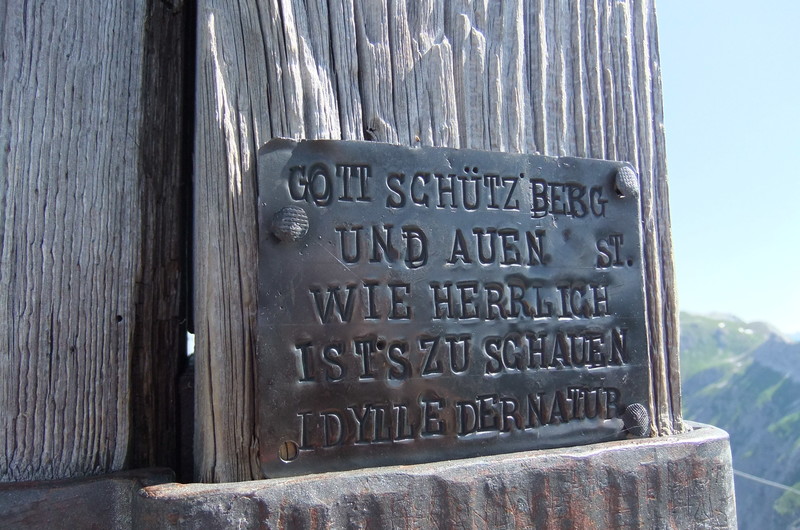 GOTT SCHÜTZ BERG
UND AUEN. ST.
WIE HERRLICH
IST'S ZU SCHAUEN
IDYLLE DER NATUR